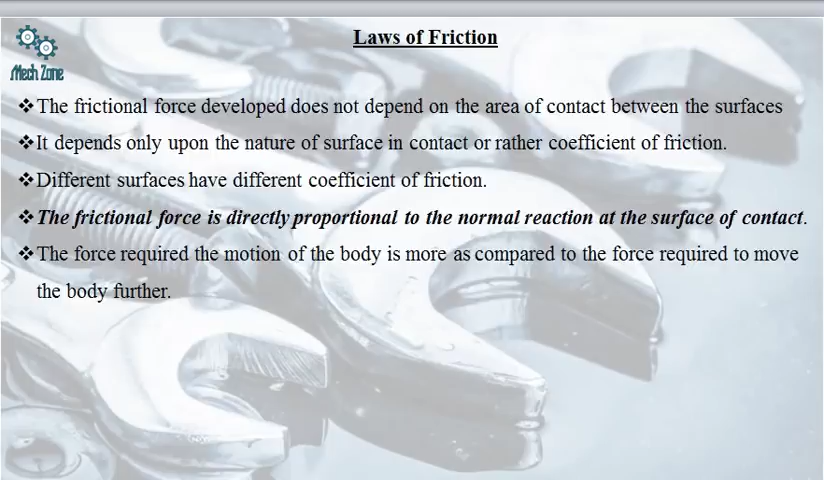 Laws of Friction
Mech Zone
❖The frictional force developed does not depend on the area of contact between the surfaces
❖It depends only upon the nature of surface in contact or rather coefficient of friction.
❖Different surfaces have different coefficient of friction.
❖The frictional force is directly proportional to the normal reaction at the surface of contact.
❖The force required the motion of the body is more as compared to the force required to move
the body further.